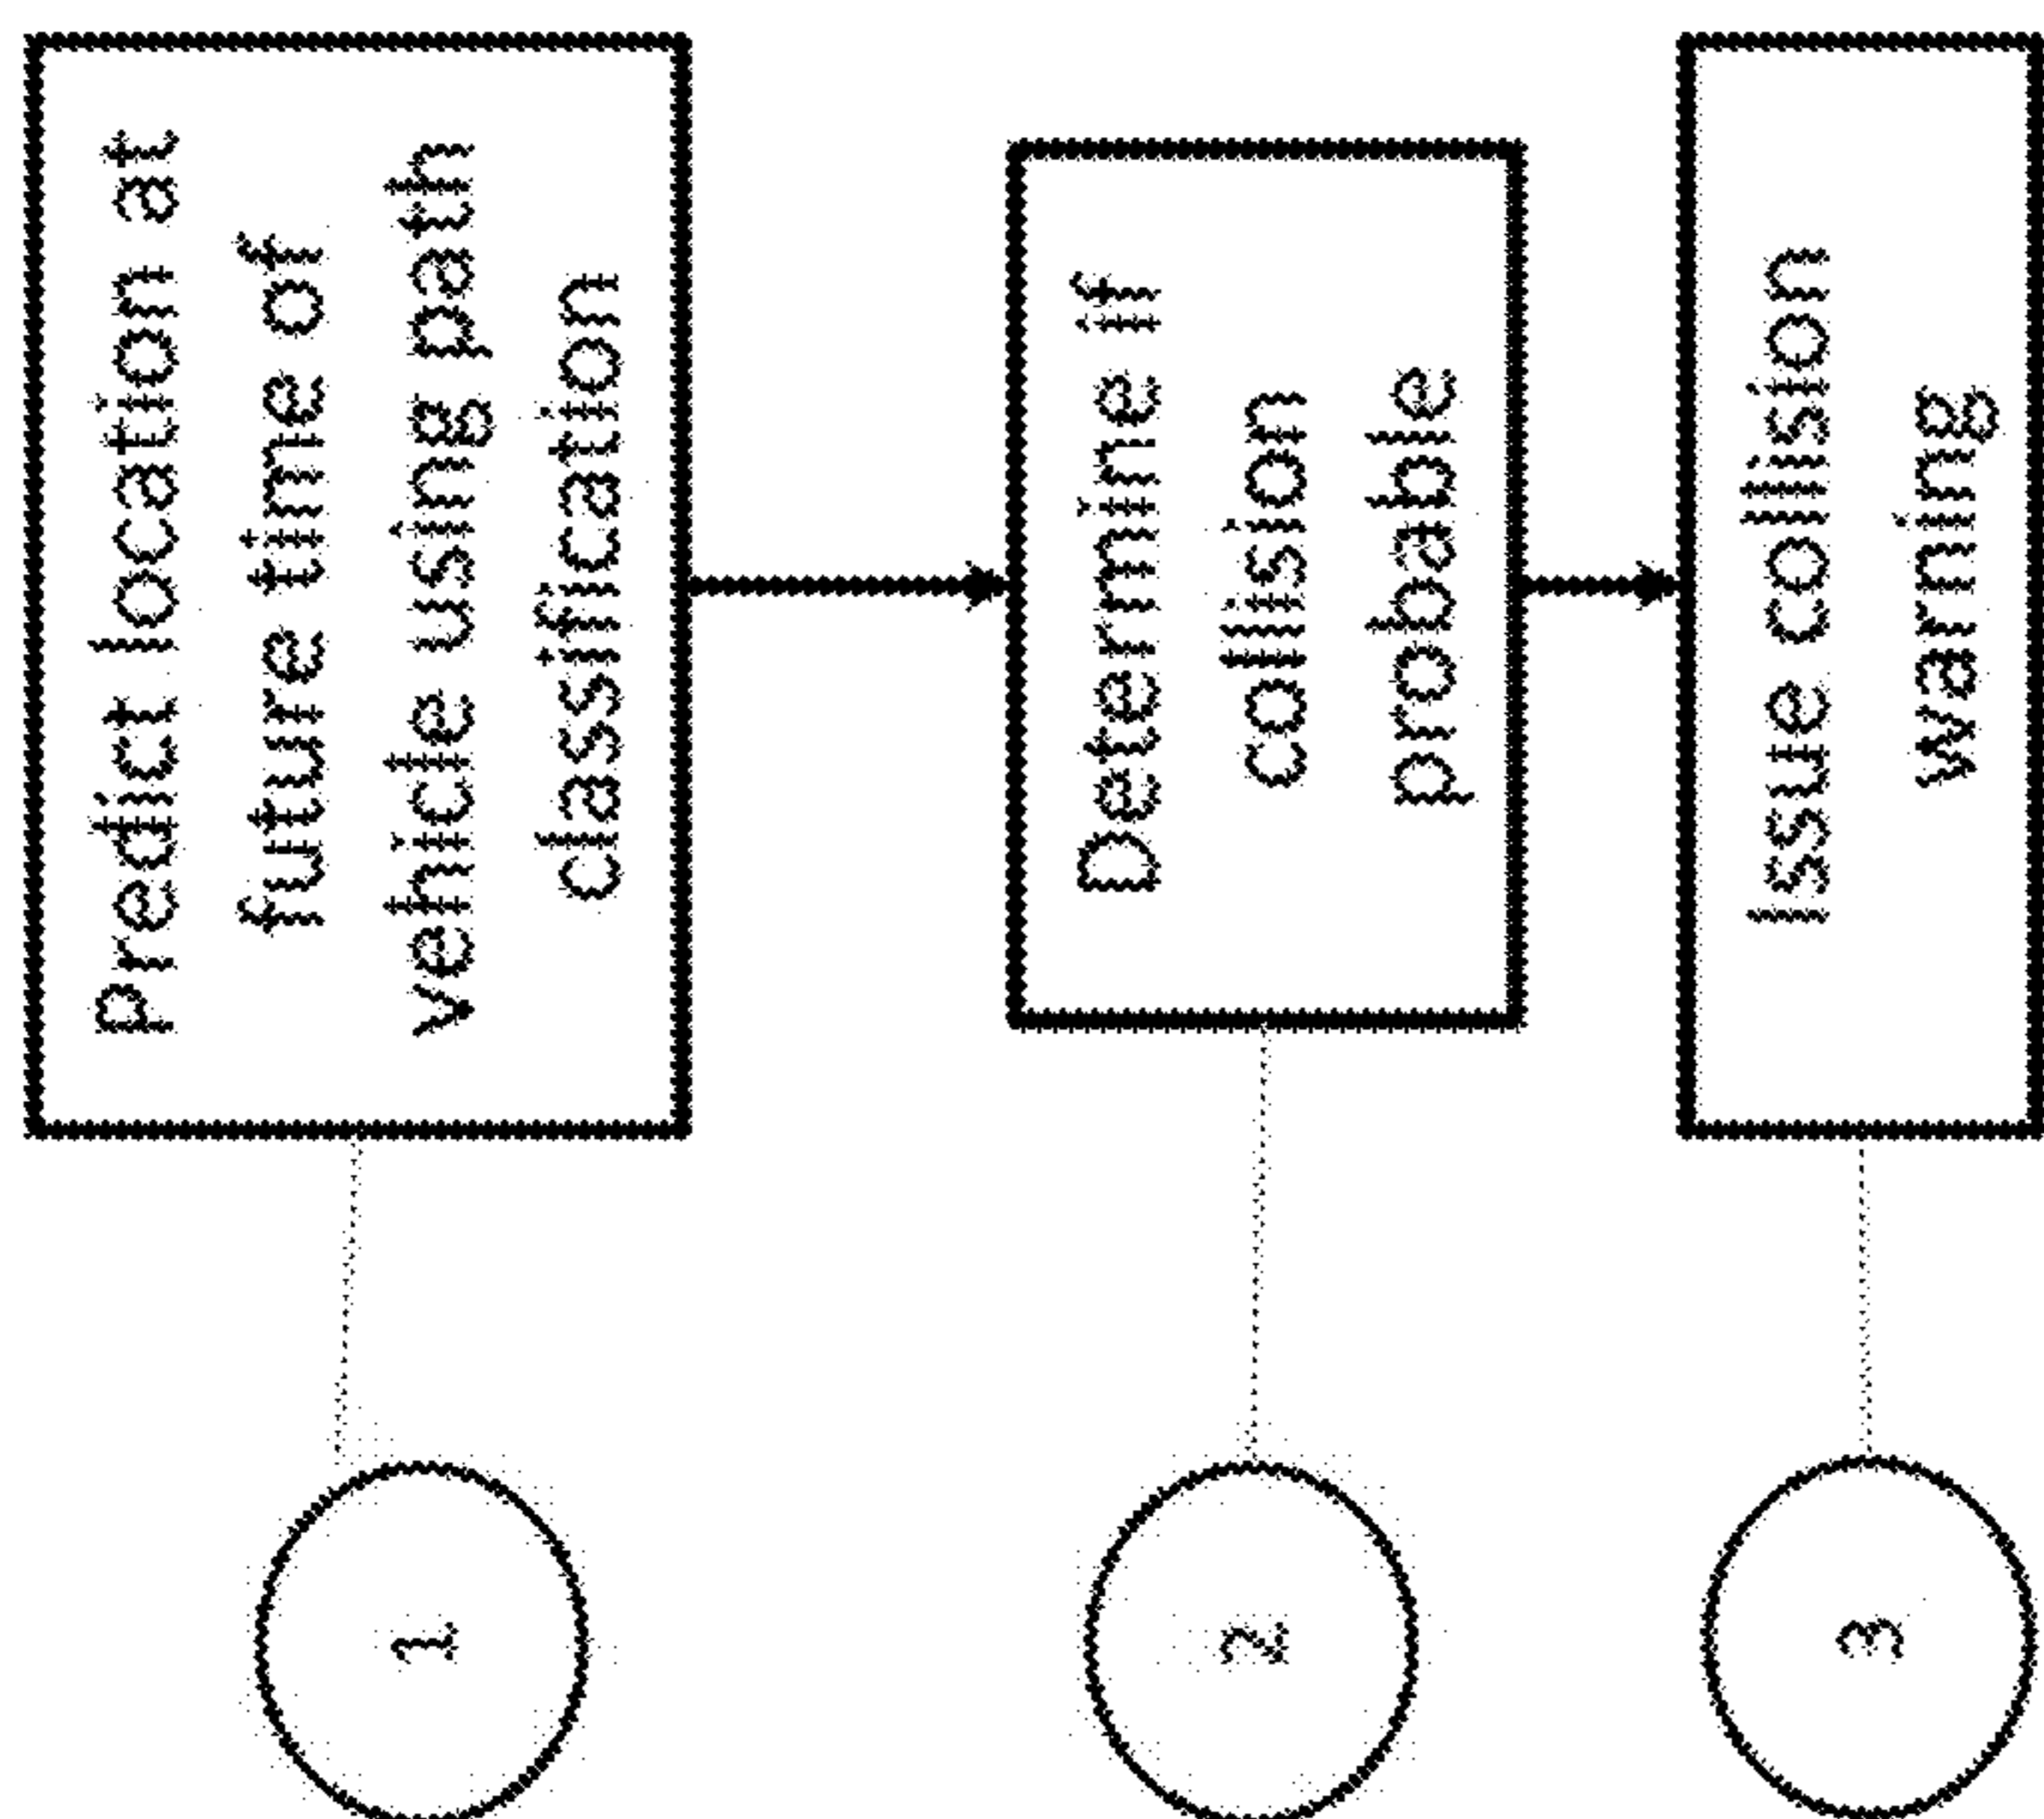 Predict location at
future time of
vehicle using path
classification
Determine if
collision
probable
Issue collision
warning
1
2
3